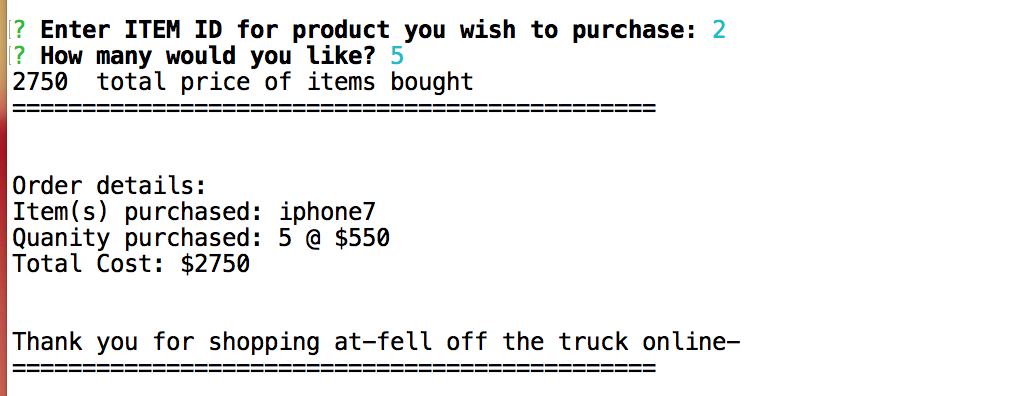 ? Enter ITEM ID for product you wish to purchase: 2
? How many would you like? 5
2750  total price of items bought
==============================================
Order details:
Item(s) purchased: iphone7
Quanity purchased: 5 @ $550
Total Cost: $2750
Thank you for shopping at-fell off the truck online-
==============================================